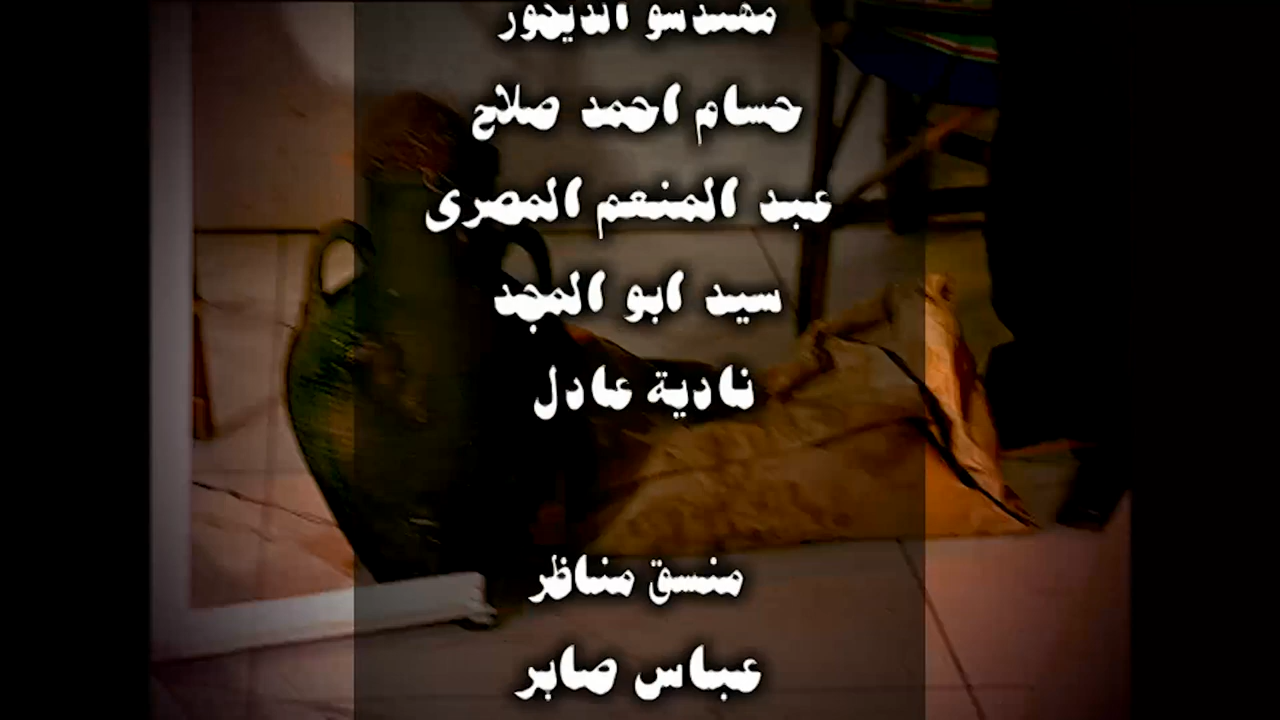 مهندسو الديكور
حسام احمد صلاح
عبد المنعم المصرى
سيد ابو المجد
نادية عادل
منسق مناظر
عباس صابر